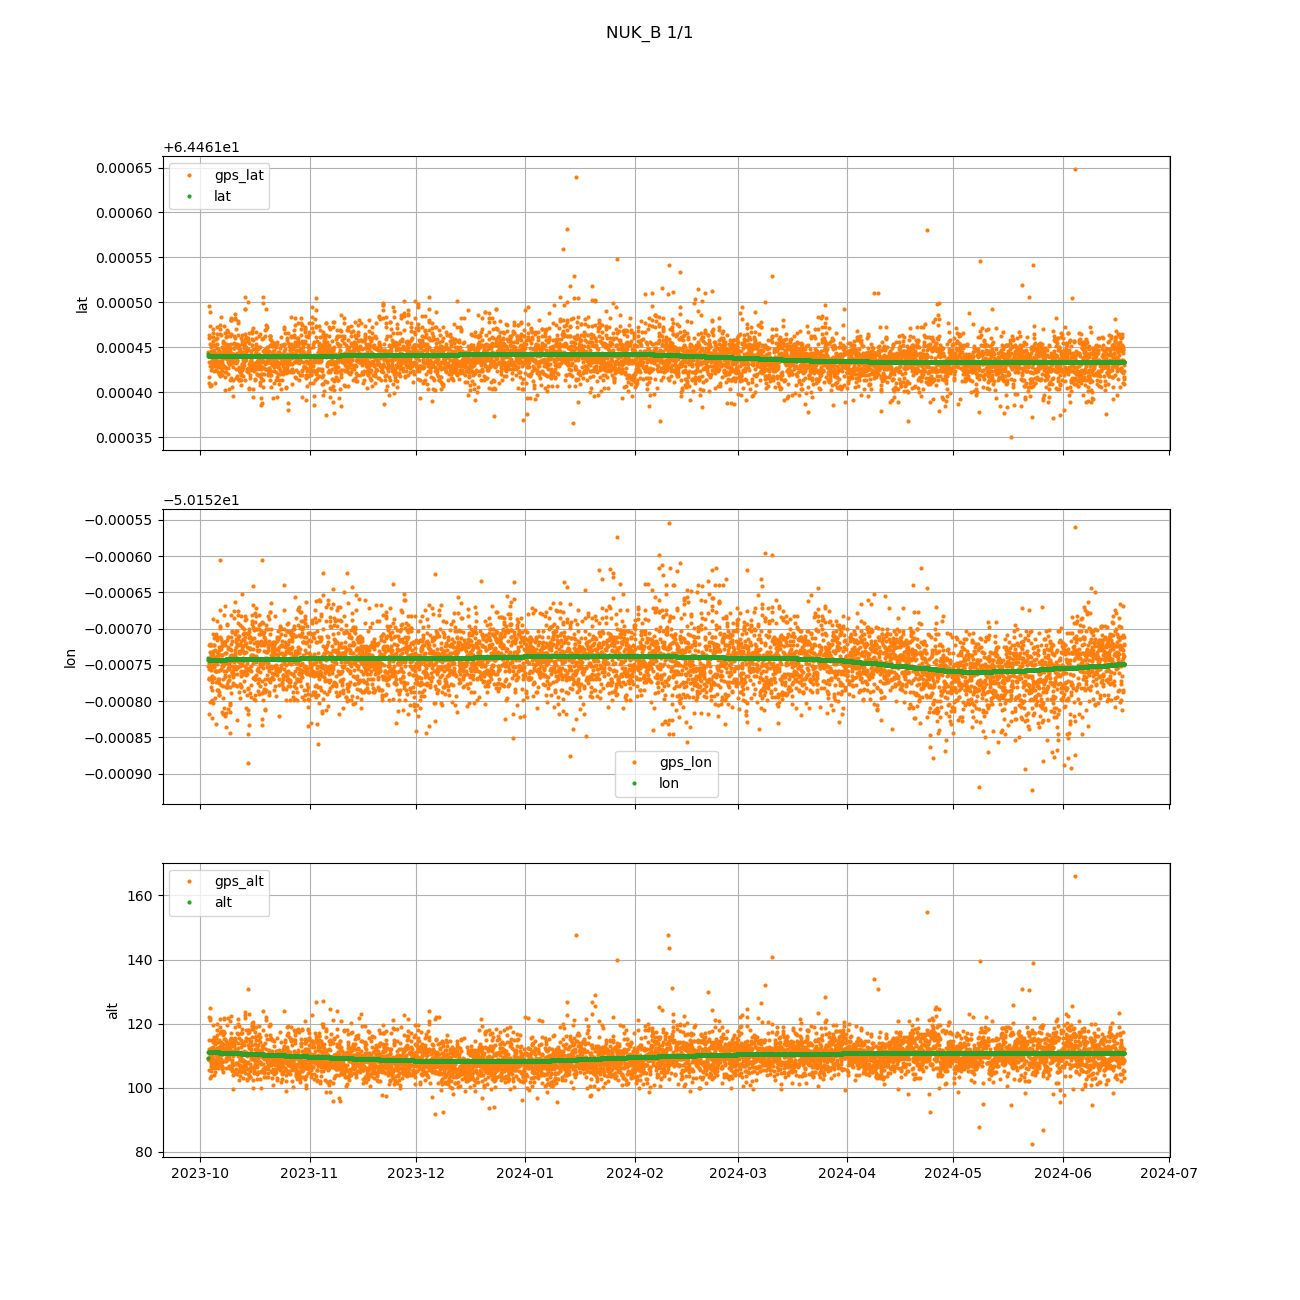 NUK_B 1/1
+6.4461e1
0.00065
0.00060
0.00055
0.00050
0.00045
0.00040
0.00035
lat
gps_lat
lat
−5.0152e1
−0.00055
−0.00060
−0.00065
−0.00070
−0.00075
−0.00080
−0.00085
−0.00090
lon
gps_lon
lon
160
140
120
100
80
alt
gps_alt
alt
2023-10 2023-11 2023-12 2024-01 2024-02 2024-03 2024-04 2024-05 2024-06 2024-07